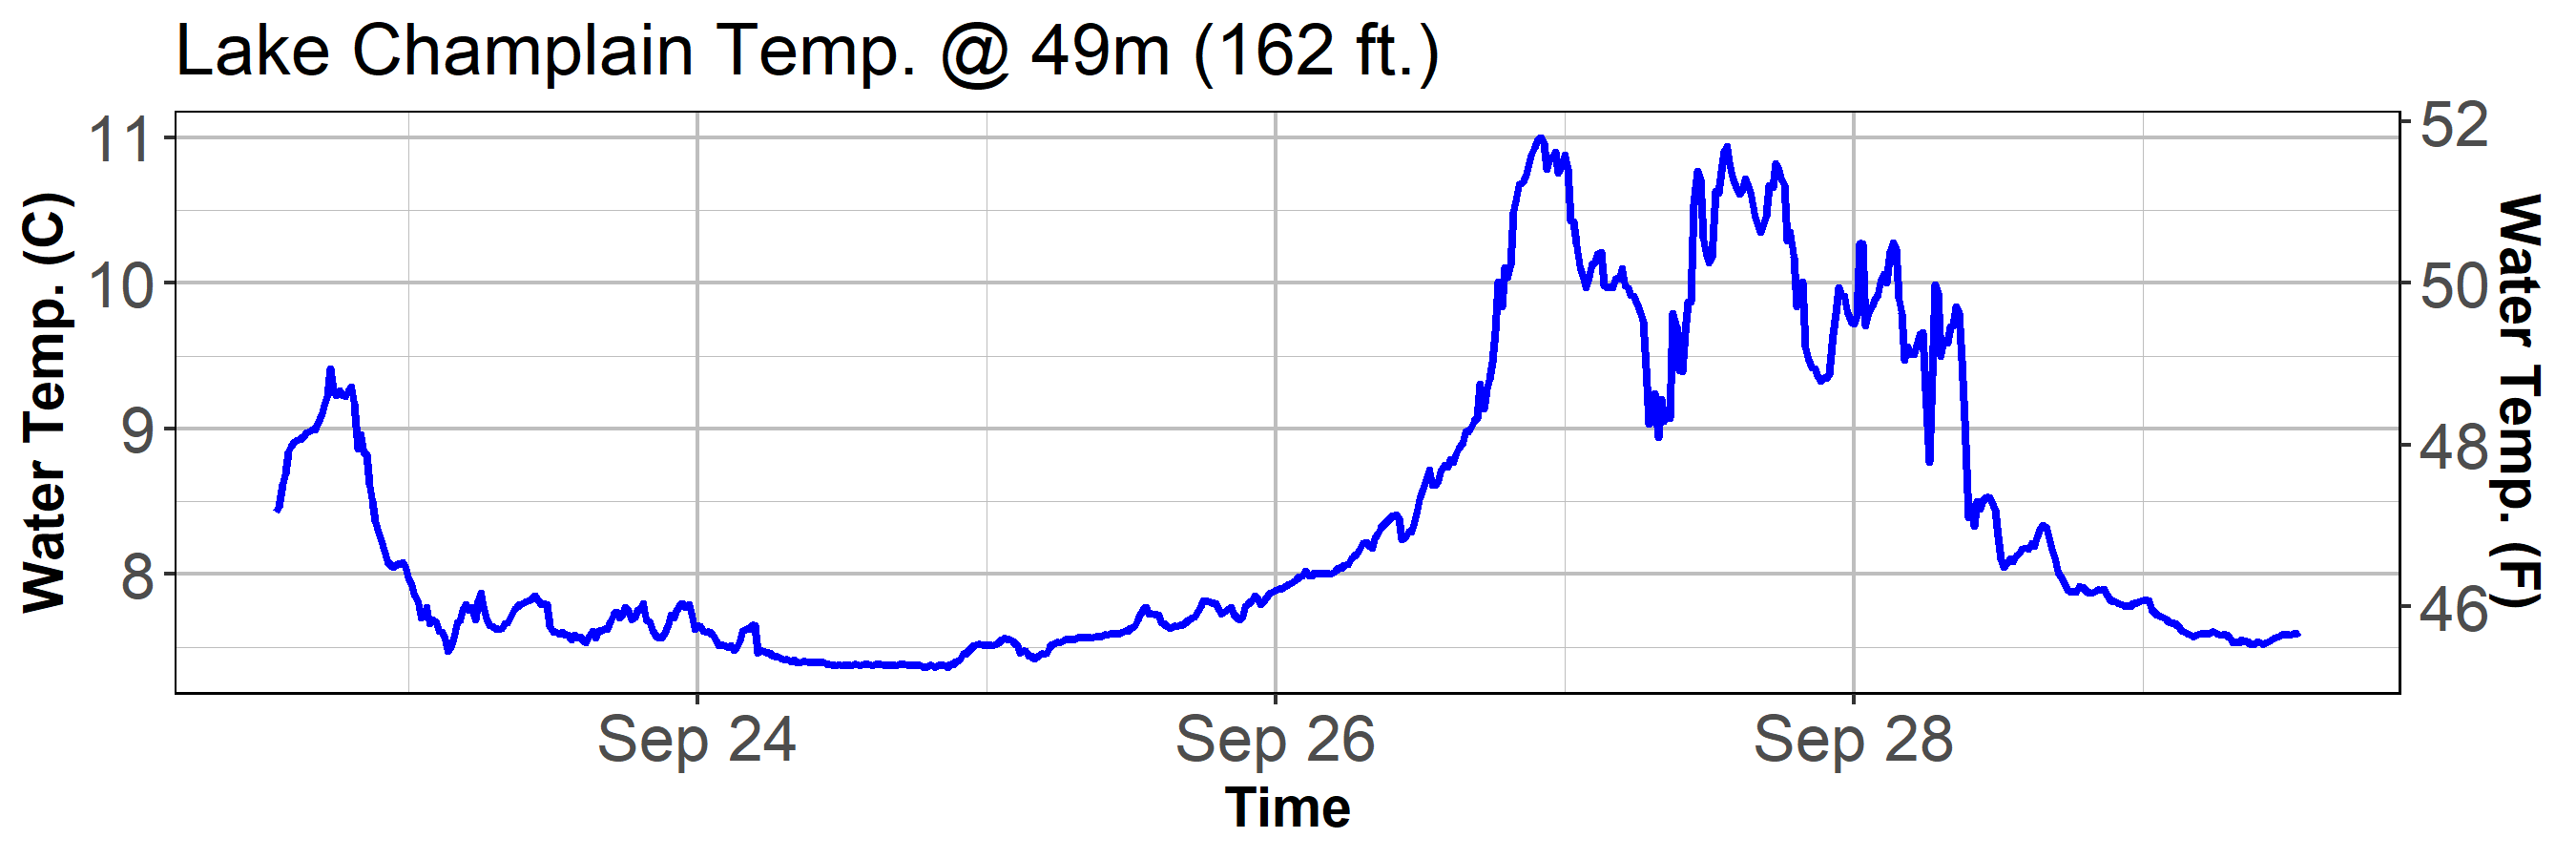 Lake Champlain Temp. @ 49m (162 ft.)
Water Temp. (C)
11
10
9
8
52
50
48
46
Water Temp. (F)
Sep 24
Sep 26
Sep 28
Time